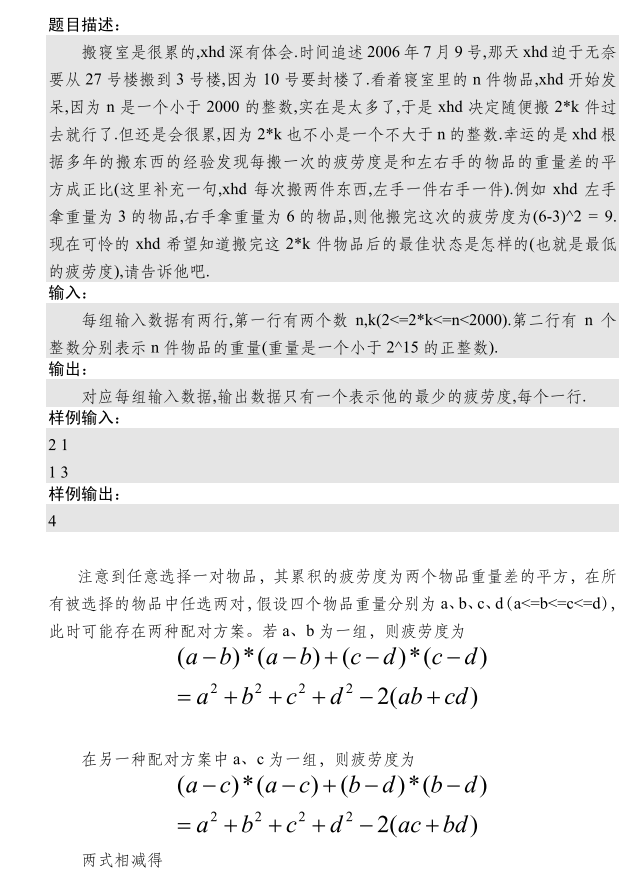 题目描述：
搬寝室是很累的,xhd 深有体会.时间追述 2006 年 7 月 9 号,那天 xhd 迫于无奈
要从 27 号楼搬到 3 号楼,因为 10 号要封楼了.看着寝室里的 n 件物品,xhd 开始发
呆,因为 n 是一个小于 2000 的整数,实在是太多了,于是 xhd 决定随便搬 2*k 件过
去就行了.但还是会很累,因为 2*k 也不小是一个不大于 n 的整数.幸运的是 xhd 根
据多年的搬东西的经验发现每搬一次的疲劳度是和左右手的物品的重量差的平
方成正比(这里补充一句,xhd 每次搬两件东西,左手一件右手一件).例如 xhd 左手
拿重量为 3 的物品,右手拿重量为 6 的物品,则他搬完这次的疲劳度为(6-3)^2 = 9.
现在可怜的 xhd 希望知道搬完这 2*k 件物品后的最佳状态是怎样的(也就是最低
的疲劳度),请告诉他吧.
输入：
每组输入数据有两行,第一行有两个数 n,k(2<=2*k<=n<2000).第二行有 n 个
整数分别表示 n 件物品的重量(重量是一个小于 2^15 的正整数).
输出：
对应每组输入数据,输出数据只有一个表示他的最少的疲劳度,每个一行.
样例输入：
2 1
1 3
样例输出：
4
注意到任意选择一对物品，其累积的疲劳度为两个物品重量差的平方，在所
有被选择的物品中任选两对，假设四个物品重量分别为 a、b、c、d（a<=b<=c<=d），
此时可能存在两种配对方案。若 a、b 为一组，则疲劳度为
(a−b)*(a−b)+(c−d)*(c−d)
=a²+b²+c²+d²−2(ab+cd)
在另一种配对方案中 a、c 为一组，则疲劳度为
(a−c)*(a−c)+(b−d)*(b−d)
=a²+b²+c²+d²−2(ac+bd)
两式相减得